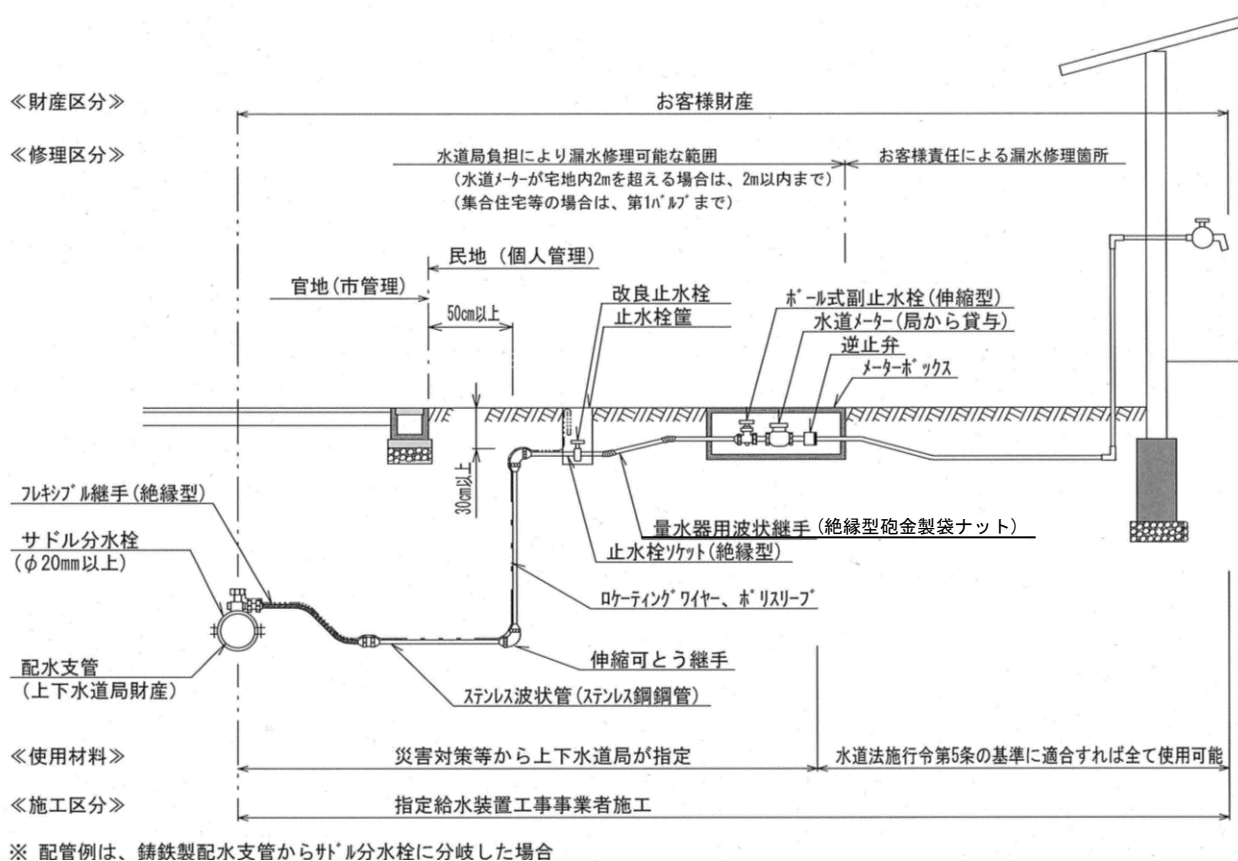 ≪財産区分≫
お客様財産
≪修理区分≫
水道局負担により漏水修理可能な範囲
(水道ﾒｰﾀｰが宅地内2mを超える場合は、2m以内まで)
(集合住宅等の場合は、第1ﾊﾞﾙﾌﾞまで)
お客様責任による漏水修理箇所
民地 (個人管理)
官地(市管理)
50cm以上
改良止水栓
止水栓筐
ﾎﾞｰﾙ式副止水栓(伸縮型)
水道ﾒｰﾀｰ(局から貸与)
逆止弁
ﾒｰﾀｰﾎﾞｯｸｽ
30cm以上
ﾌﾚｷｼﾌﾞﾙ継手(絶縁型)
サドル分水栓
(φ20mm以上)
量水器用波状継手 (絶縁型砲金製袋ナット)
止水栓ｿｹｯﾄ(絶縁型)
ﾛｹｰﾃｨﾝｸﾞﾜｲﾔｰ、ﾎﾟﾘｽﾘｰﾌﾞ
配水支管
(上下水道局財産)
伸縮可とう継手
ｽﾃﾝﾚｽ波状管(ｽﾃﾝﾚｽ鋼鋼管)
≪使用材料≫
災害対策等から上下水道局が指定
水道法施行令第5条の基準に適合すれば全て使用可能
≪施工区分≫
指定給水装置工事事業者施工
※ 配管例は、鋳鉄製配水支管からｻﾄﾞﾙ分水栓に分岐した場合